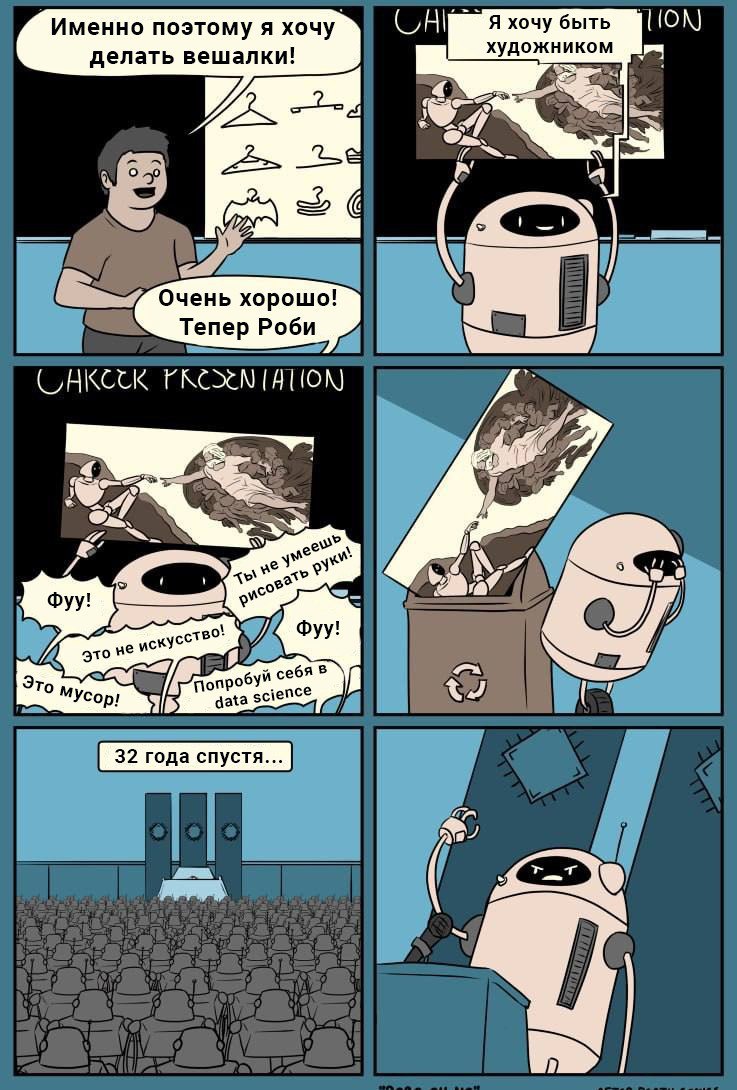 Именно поэтому я хочу
делать вешалки!
Очень хорошо!
Тепер Роби
Я хочу быть
художником
CAREER PRESENTATION
Ты не умеешь
рисовать руки!
Фуу!
Фуу!
Это не искусство!
Это мусор!
Попробуй себя в
data science
32 года спустя...